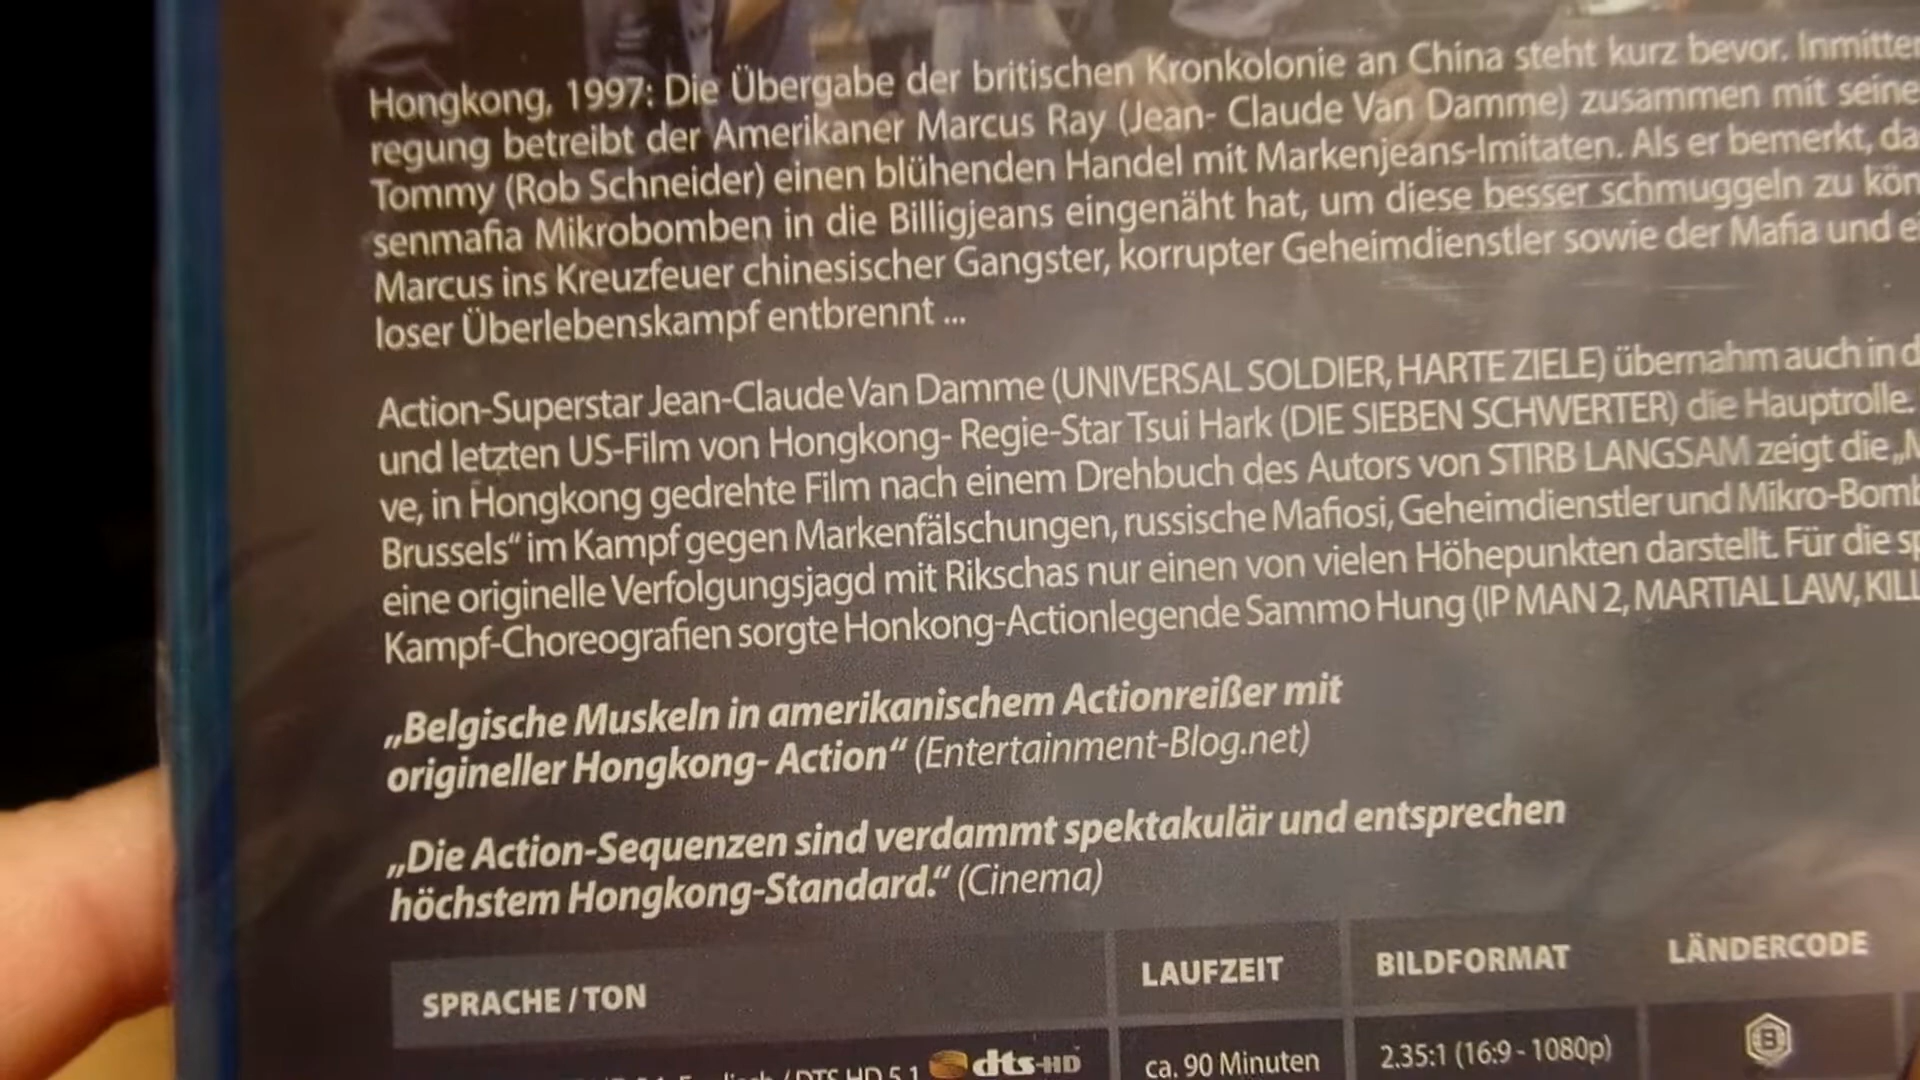 Hongkong, 1997: Die Übergabe der britischen Kronkolonie an China steht kurz bevor. Inmitten
regung betreibt der Amerikaner Marcus Ray (Jean- Claude Van Damme) zusammen mit seine
Tommy (Rob Schneider) einen blühenden Handel mit Markenjeans-Imitaten. Als er bemerkt, da
senmafia Mikrobomben in die Billigjeans eingenäht hat, um diese besser schmuggeln zu kön
Marcus ins Kreuzfeuer chinesischer Gangster, korrupter Geheimdienstler sowie der Mafia und ei
loser Überlebenskampf entbrennt ...
Action-Superstar Jean-Claude Van Damme (UNIVERSAL SOLDIER, HARTE ZIELE) übernahm auch in d
und letzten US-Film von Hongkong- Regie-Star Tsui Hark (DIE SIEBEN SCHWERTER) die Hauptrolle.
ve, in Hongkong gedrehte Film nach einem Drehbuch des Autors von STIRB LANGSAM zeigt die „M
Brussels“ im Kampf gegen Markenfälschungen, russische Mafiosi, Geheimdienstler und Mikro-Bomb
eine originelle Verfolgungsjagd mit Rikschas nur einen von vielen Höhepunkten darstellt. Für die sp
Kampf-Choreografien sorgte Honkong-Actionlegende Sammo Hung (IP MAN 2, MARTIAL LAW, KILL
„Belgische Muskeln in amerikanischem Actionreißer mit
origineller Hongkong- Action“ (Entertainment-Blog.net)
„Die Action-Sequenzen sind verdammt spektakulär und entsprechen
höchstem Hongkong-Standard.“ (Cinema)
SPRACHE / TON LAUFZEIT BILDFORMAT LÄNDERCODE
/ DTS HD 5.1 dts-HD ca. 90 Minuten 2.35:1 (16:9 - 1080p) B